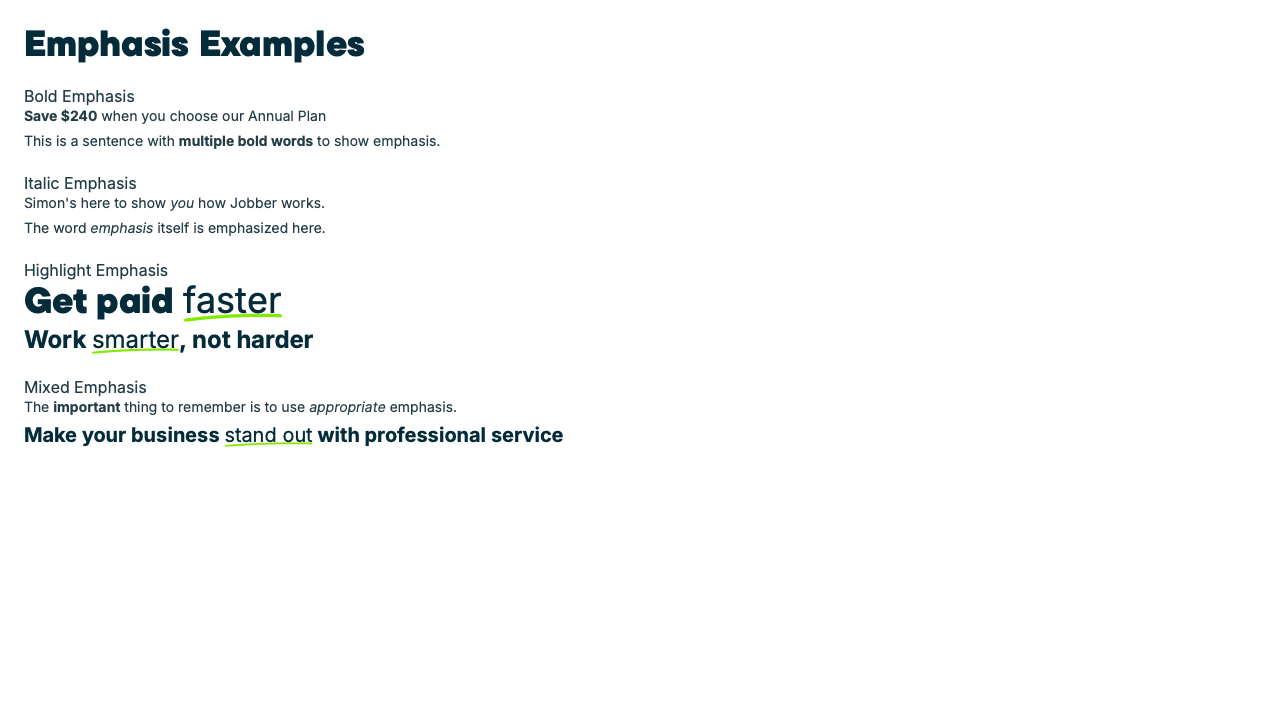 Emphasis Examples
Bold Emphasis
Save $240 when you choose our Annual Plan
This is a sentence with multiple bold words to show emphasis.
Italic Emphasis
Simon's here to show you how Jobber works.
The word emphasis itself is emphasized here.
Highlight Emphasis
Get paid faster
Work smarter, not harder
Mixed Emphasis
The important thing to remember is to use appropriate emphasis.
Make your business stand out with professional service